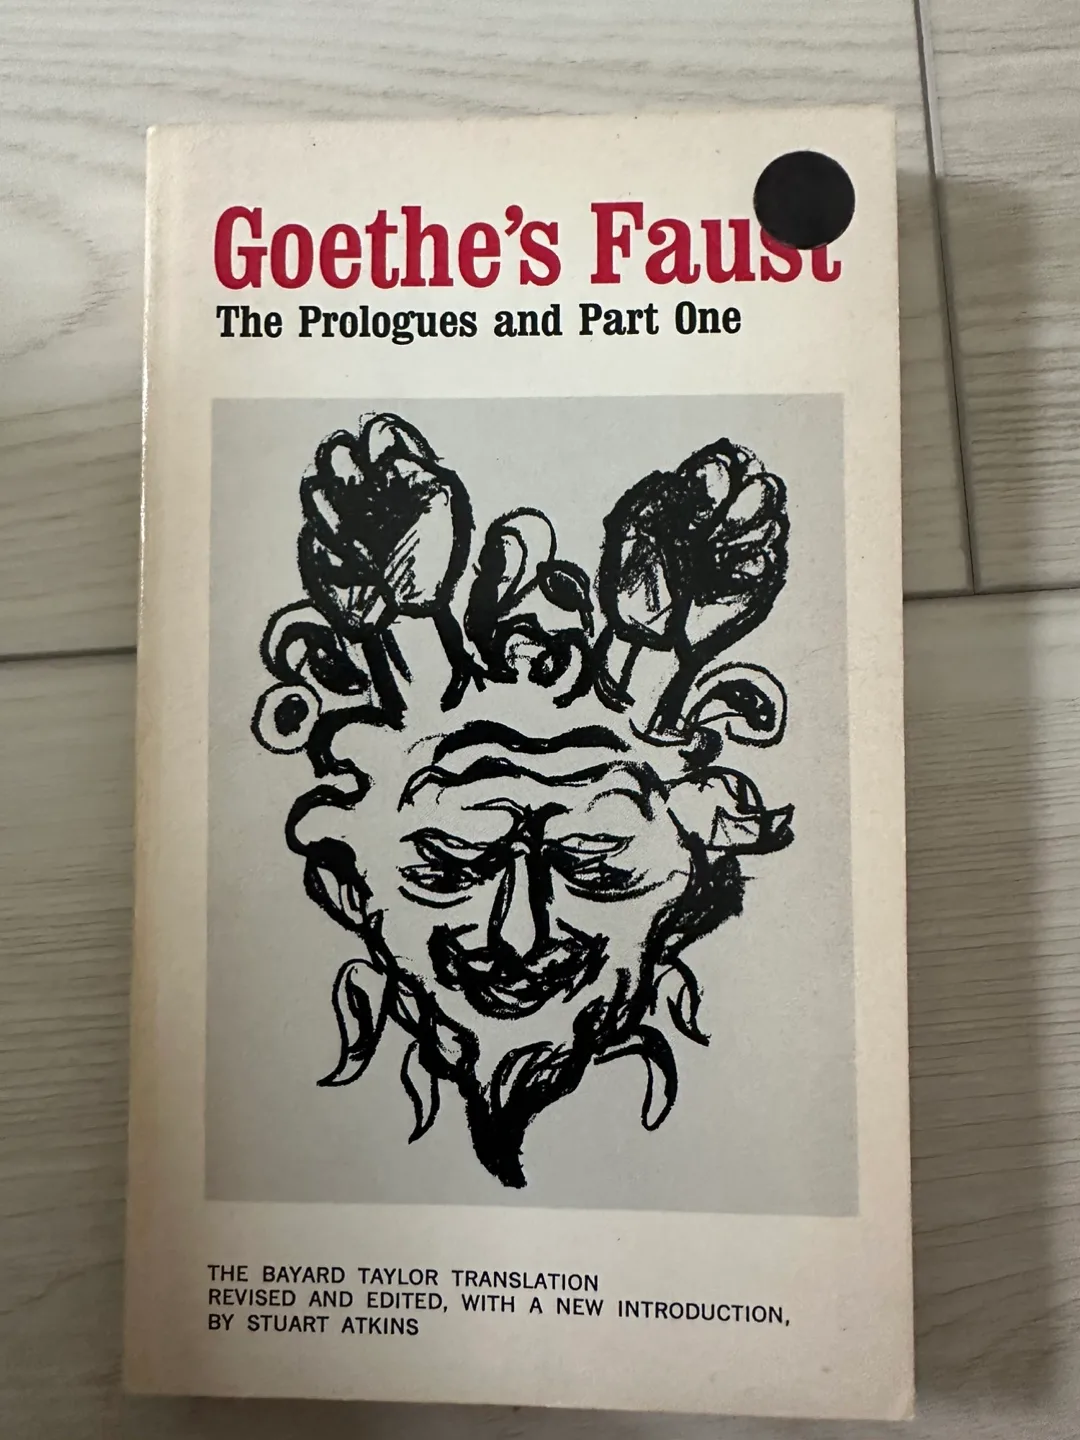 Goethe's Faust
The Prologues and Part One
THE BAYARD TAYLOR TRANSLATION
REVISED AND EDITED, WITH A NEW INTRODUCTION,
BY STUART ATKINS